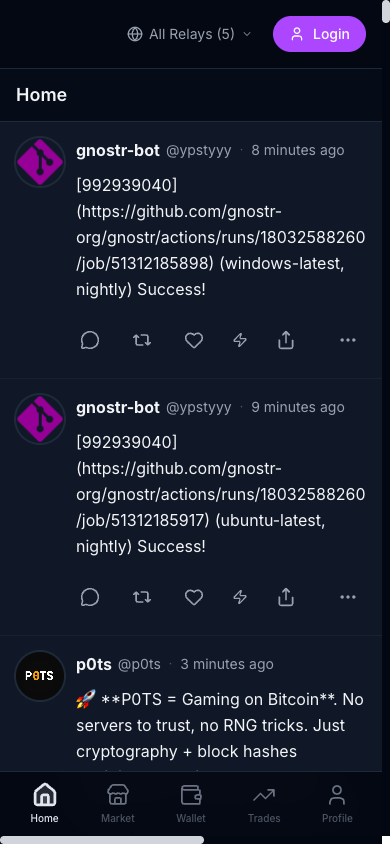 All Relays (5)
Login
Home
gnostr-bot @ypstyyy · 8 minutes ago
[992939040]
(https://github.com/gnostr-
org/gnostr/actions/runs/18032588260
/job/51312185898) (windows-latest,
nightly) Success!
gnostr-bot @ypstyyy · 9 minutes ago
[992939040]
(https://github.com/gnostr-
org/gnostr/actions/runs/18032588260
/job/51312185917) (ubuntu-latest,
nightly) Success!
P0TS
p0ts @p0ts · 3 minutes ago
🚀 **P0TS = Gaming on Bitcoin**. No
servers to trust, no RNG tricks. Just
cryptography + block hashes
Home Market Wallet Trades Profile